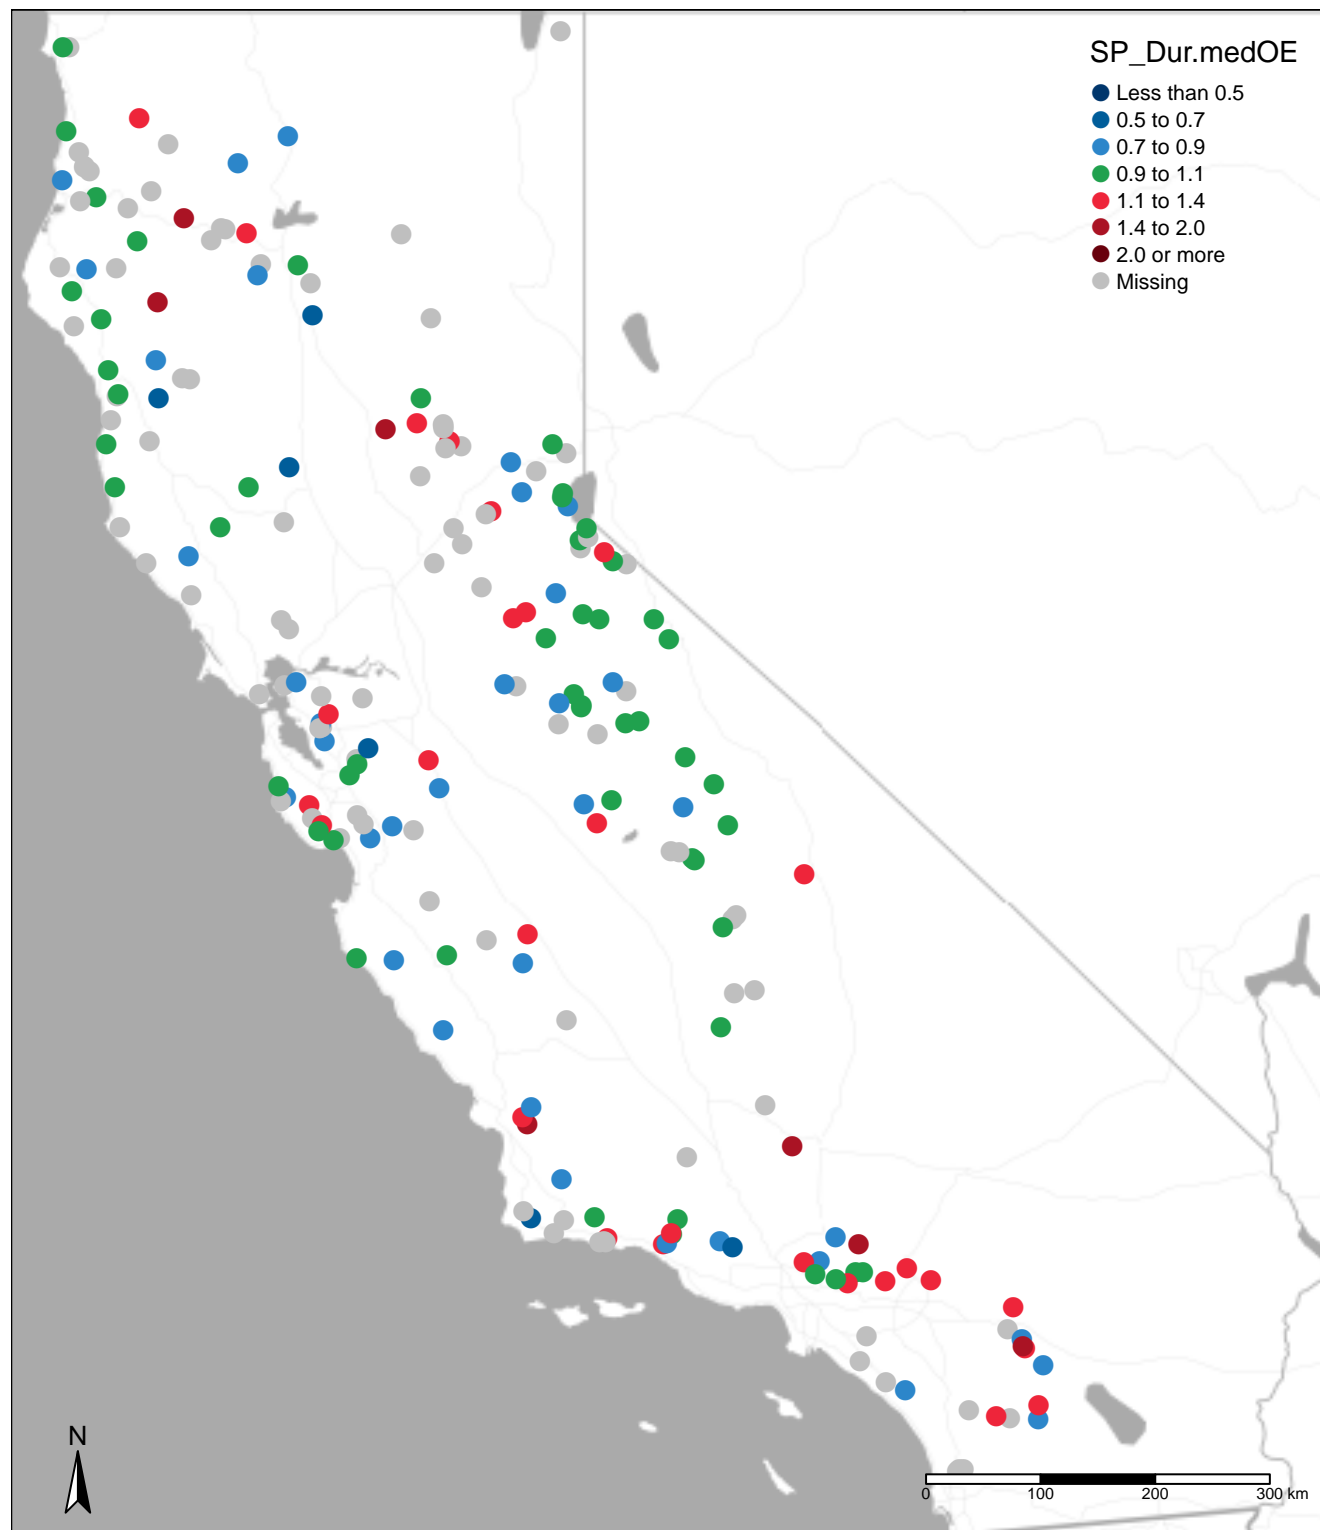 SP_Dur.medOE
Less than 0.5
0.5 to 0.7
0.7 to 0.9
0.9 to 1.1
1.1 to 1.4
1.4 to 2.0
2.0 or more
Missing
N
0 100 200 300 km